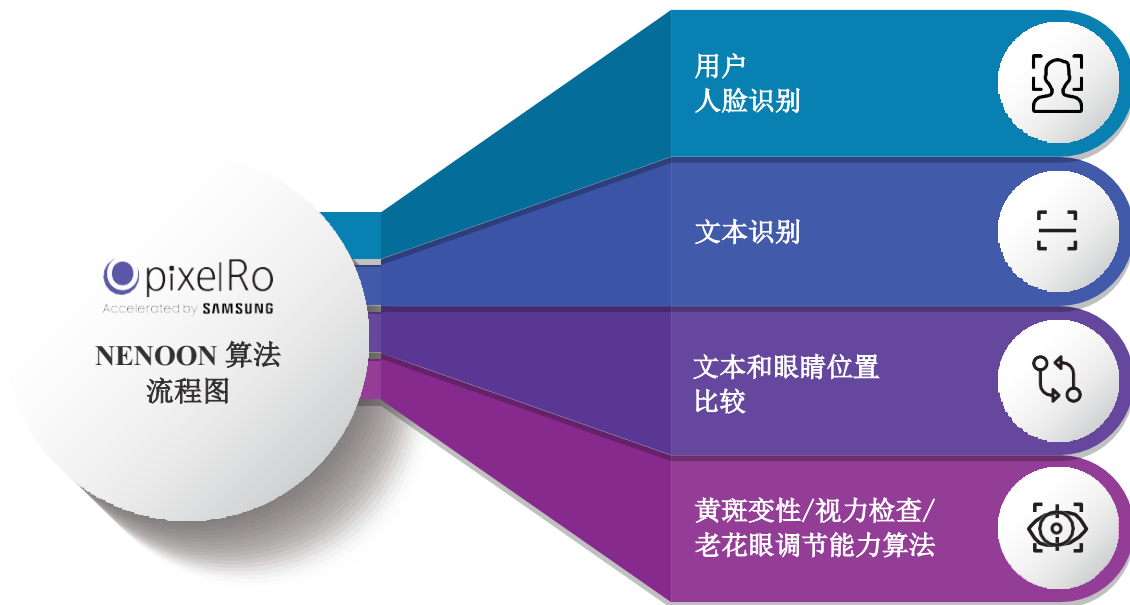 pixelRo
Accelerated by SAMSUNG
NENOON 算法
流程图
用户
人脸识别
文本识别
文本和眼睛位置
比较
黄斑变性/视力检查/
老花眼调节能力算法